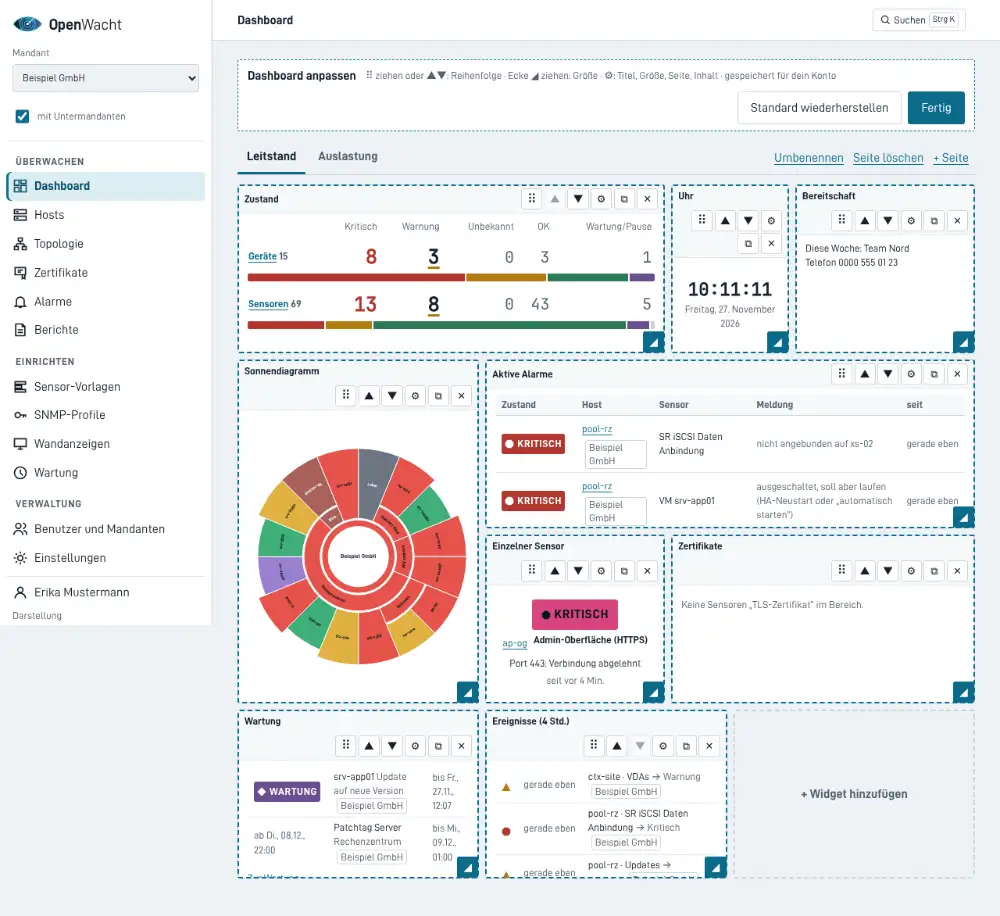 OpenWacht
Mandant
Beispiel GmbH
mit Untermandanten
ÜBERWACHEN
Dashboard
Hosts
Topologie
Zertifikate
Alarme
Berichte
EINRICHTEN
Sensor-Vorlagen
SNMP-Profile
Wandanzeigen
Wartung
VERWALTUNG
Benutzer und Mandanten
Einstellungen
Erika Mustermann
Darstellung
Dashboard
Suchen Strg K
Dashboard anpassen ⠿ ziehen oder ▲▼: Reihenfolge · Ecke ◢ ziehen: Größe · ⚙: Titel, Größe, Seite, Inhalt · gespeichert für dein Konto
Standard wiederherstellen Fertig
Leitstand Auslastung
Umbenennen Seite löschen + Seite
Zustand
Kritisch Warnung Unbekannt OK Wartung/Pause
Geräte 15 8 3 0 3 1
Sensoren 69 13 8 0 43 5
Uhr
10:11:11
Freitag, 27. November
2026
Bereitschaft
Diese Woche: Team Nord
Telefon 0000 555 01 23
Sonnendiagramm
Beispiel GmbH
Aktive Alarme
Zustand Host Sensor Meldung seit
KRITISCH pool-rz Beispiel GmbH SR iSCSI Daten Anbindung nicht angebunden auf xs-02 gerade eben
KRITISCH pool-rz Beispiel GmbH VM srv-app01 ausgeschaltet, soll aber laufen (HA-Neustart oder „automatisch starten") gerade eben
Einzelner Sensor
KRITISCH
ap-og Admin-Oberfläche (HTTPS)
Port 443: Verbindung abgelehnt
seit vor 4 Min.
Zertifikate
Keine Sensoren „TLS-Zertifikat" im Bereich.
Wartung
WARTUNG srv-app01 Update auf neue Version Beispiel GmbH bis Fr., 27.11., 12:07
ab Di., 08.12., 22:00 Patchtag Server Rechenzentrum Beispiel GmbH bis Mi., 09.12., 01:00
Ereignisse (4 Std.)
gerade eben ctx-site · VDAs → Warnung
Beispiel GmbH
gerade eben pool-rz · SR iSCSI Daten
Anbindung → Kritisch
Beispiel GmbH
gerade eben pool-rz · Updates →
+ Widget hinzufügen